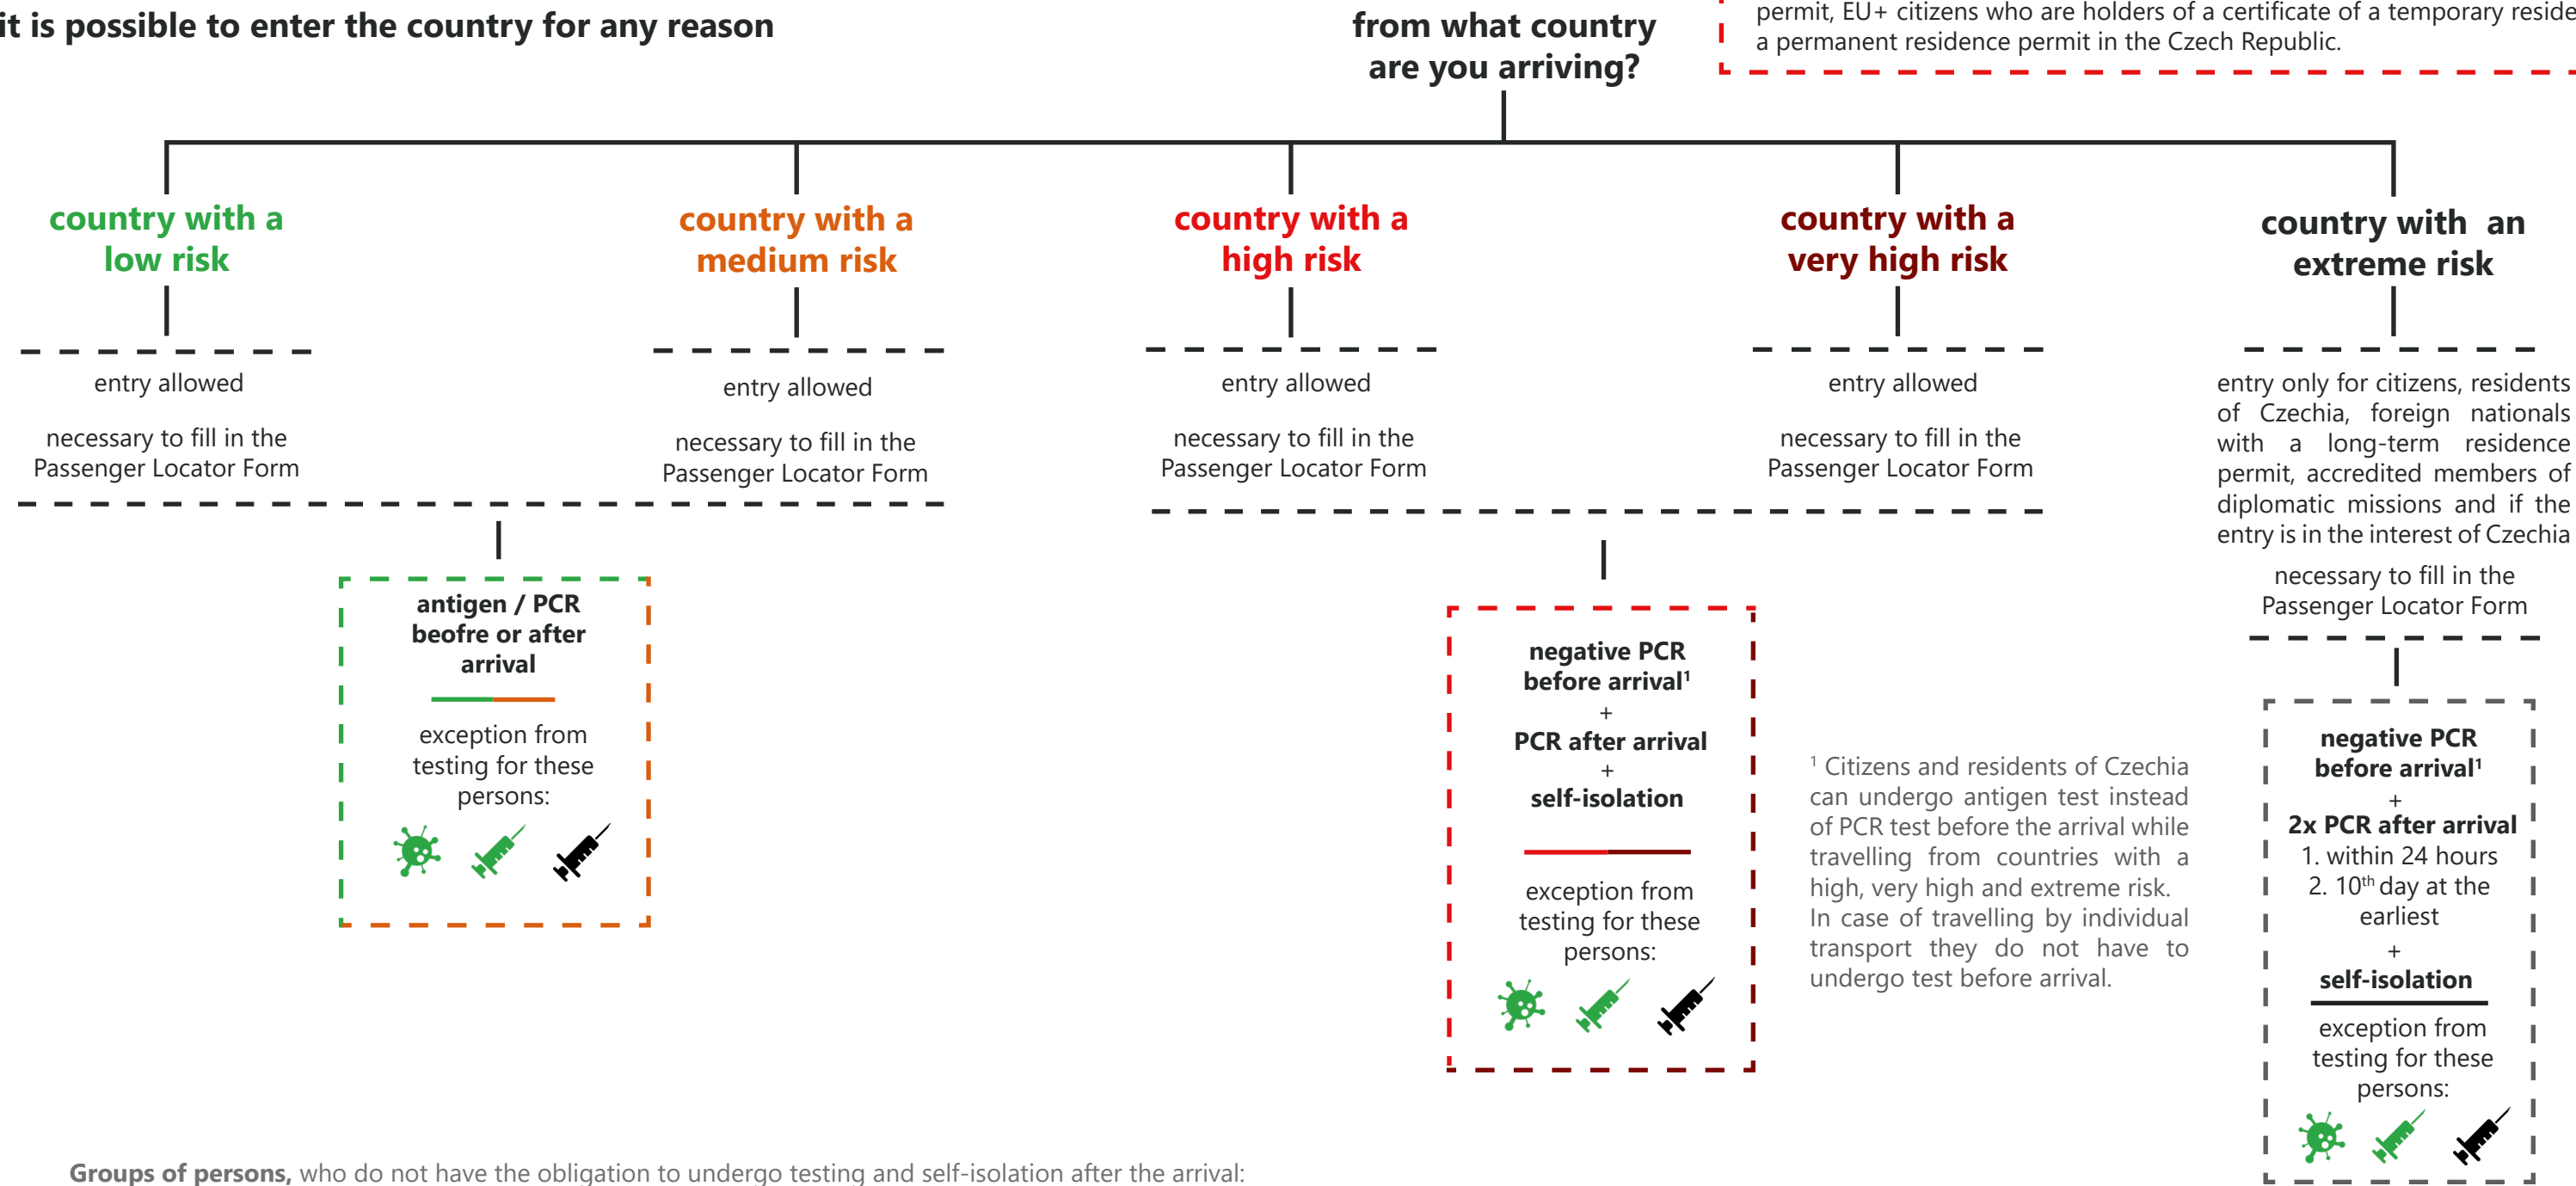 it is possible to enter the country for any reason
from what country
are you arriving?
permit, EU+ citizens who are holders of a certificate of a temporary reside
a permanent residence permit in the Czech Republic.
country with a
low risk
entry allowed
necessary to fill in the
Passenger Locator Form
country with a
medium risk
entry allowed
necessary to fill in the
Passenger Locator Form
antigen / PCR
beofre or after
arrival
exception from
testing for these
persons:
country with a
high risk
entry allowed
necessary to fill in the
Passenger Locator Form
country with a
very high risk
entry allowed
necessary to fill in the
Passenger Locator Form
negative PCR
before arrival¹
+
PCR after arrival
+
self-isolation
exception from
testing for these
persons:
¹ Citizens and residents of Czechia
can undergo antigen test instead
of PCR test before the arrival while
travelling from countries with a
high, very high and extreme risk.
In case of travelling by individual
transport they do not have to
undergo test before arrival.
country with an
extreme risk
entry only for citizens, residents
of Czechia, foreign nationals
with a long-term residence
permit, accredited members of
diplomatic missions and if the
entry is in the interest of Czechia
necessary to fill in the
Passenger Locator Form
negative PCR
before arrival¹
+
2x PCR after arrival
1. within 24 hours
2. 10th day at the
earliest
+
self-isolation
exception from
testing for these
persons:
Groups of persons, who do not have the obligation to undergo testing and self-isolation after the arrival: